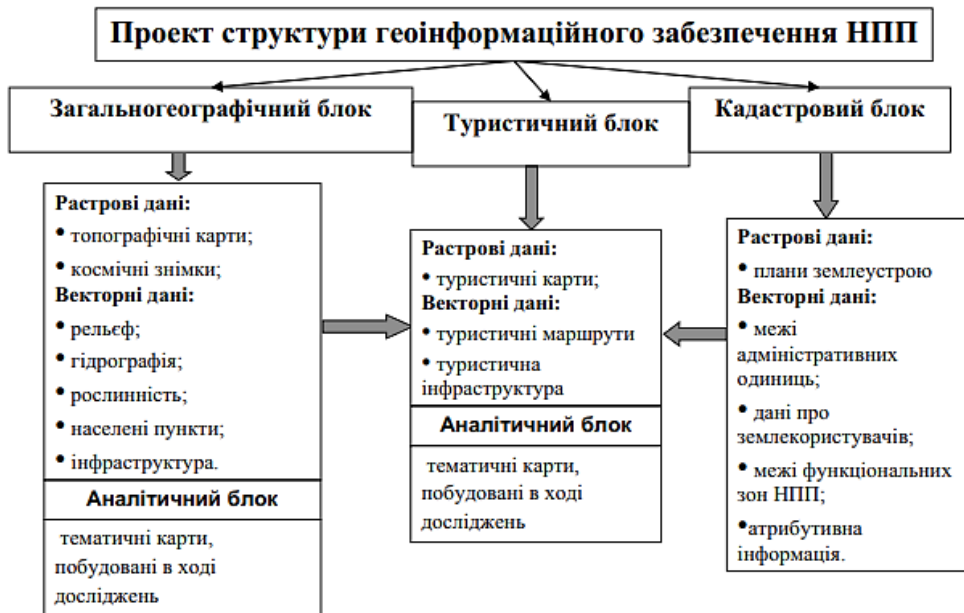 Проект структури геоінформаційного забезпечення НПП
Загальногеографічний блок
Туристичний блок
Кадастровий блок
Растрові дані:
• топографічні карти;
• космічні знімки;
Векторні дані:
• рельєф;
• гідрографія;
• рослинність;
• населені пункти;
• інфраструктура.
Аналітичний блок
тематичні карти,
побудовані в ході
досліджень
Растрові дані:
• туристичні карти;
Векторні дані:
• туристичні маршрути
• туристична
інфраструктура
Аналітичний блок
тематичні карти,
побудовані в ході
досліджень
Растрові дані:
• плани землеустрою
Векторні дані:
• межі
адміністративних
одиниць;
• дані про
землекористувачів;
• межі функціональних
зон НПП;
•атрибутивна
інформація.